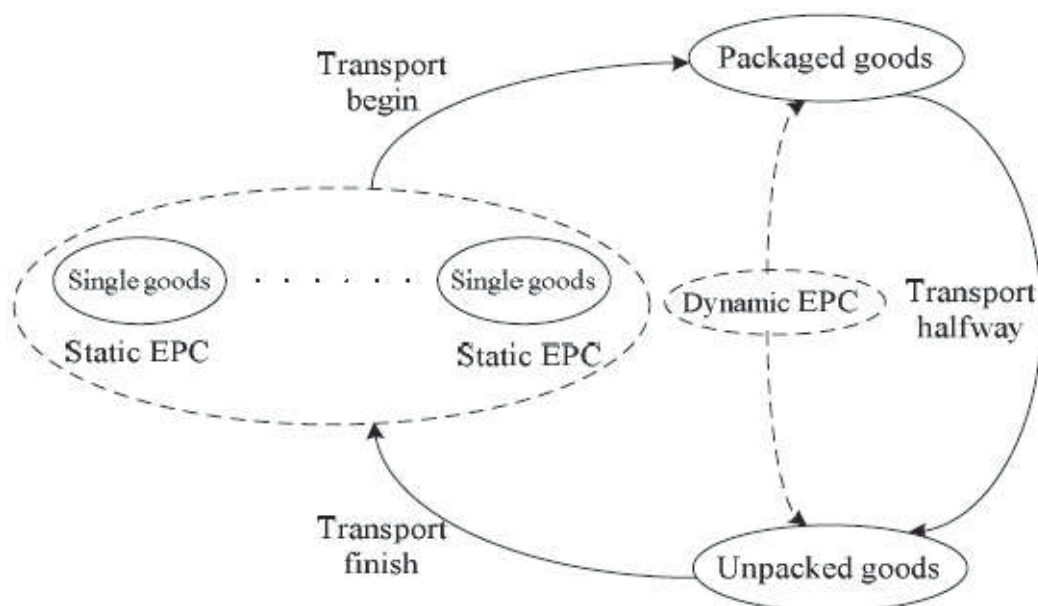 Packaged goods
Transport
begin
Single goods
Single goods
Static EPC
Static EPC
Dynamic EPC
Transport
halfway
Transport
finish
Unpacked goods